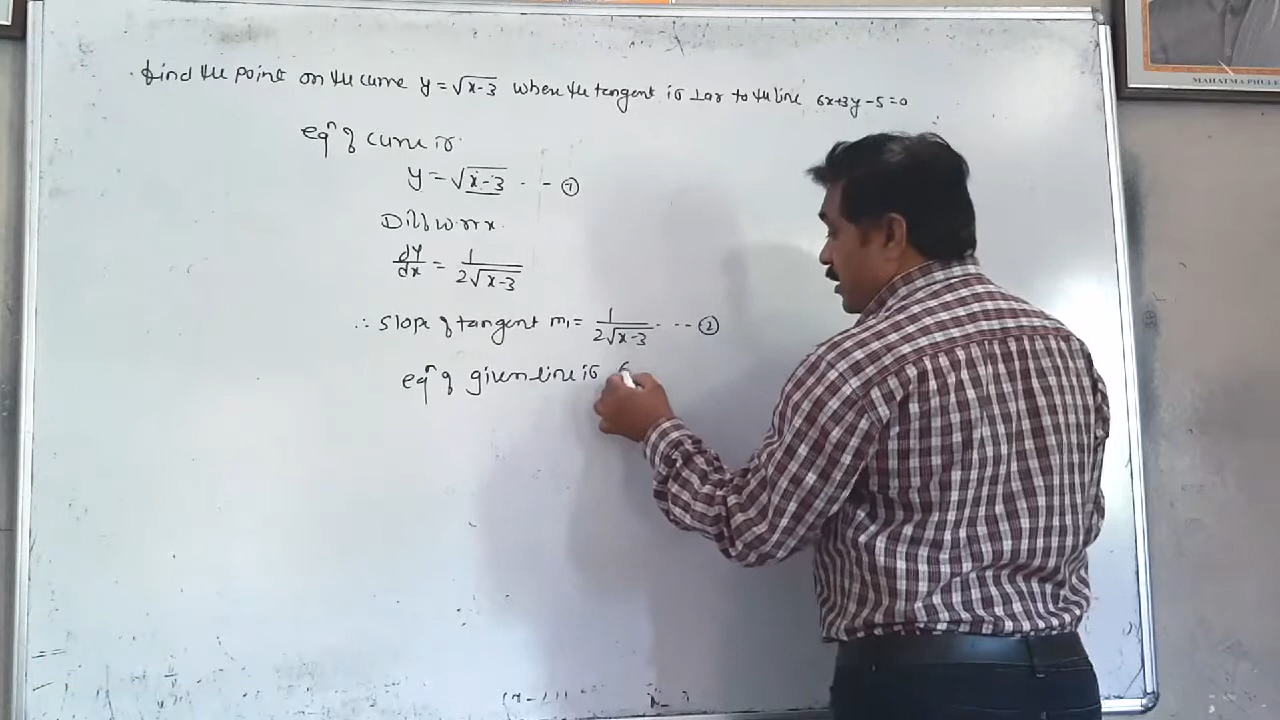 find the point on the curve y = √x-3 where the tangent is ⊥ar to the line 6x+3y-5=0
eqⁿ of curve is
y = √x-3 - - - ①
Diff w.r.r x.
dy/dx = 1/2√x-3
∴ slope of tangent m₁ = 1/2√x-3 - - - - ②
eqⁿ of given line is 6
MAHATMA PHULE